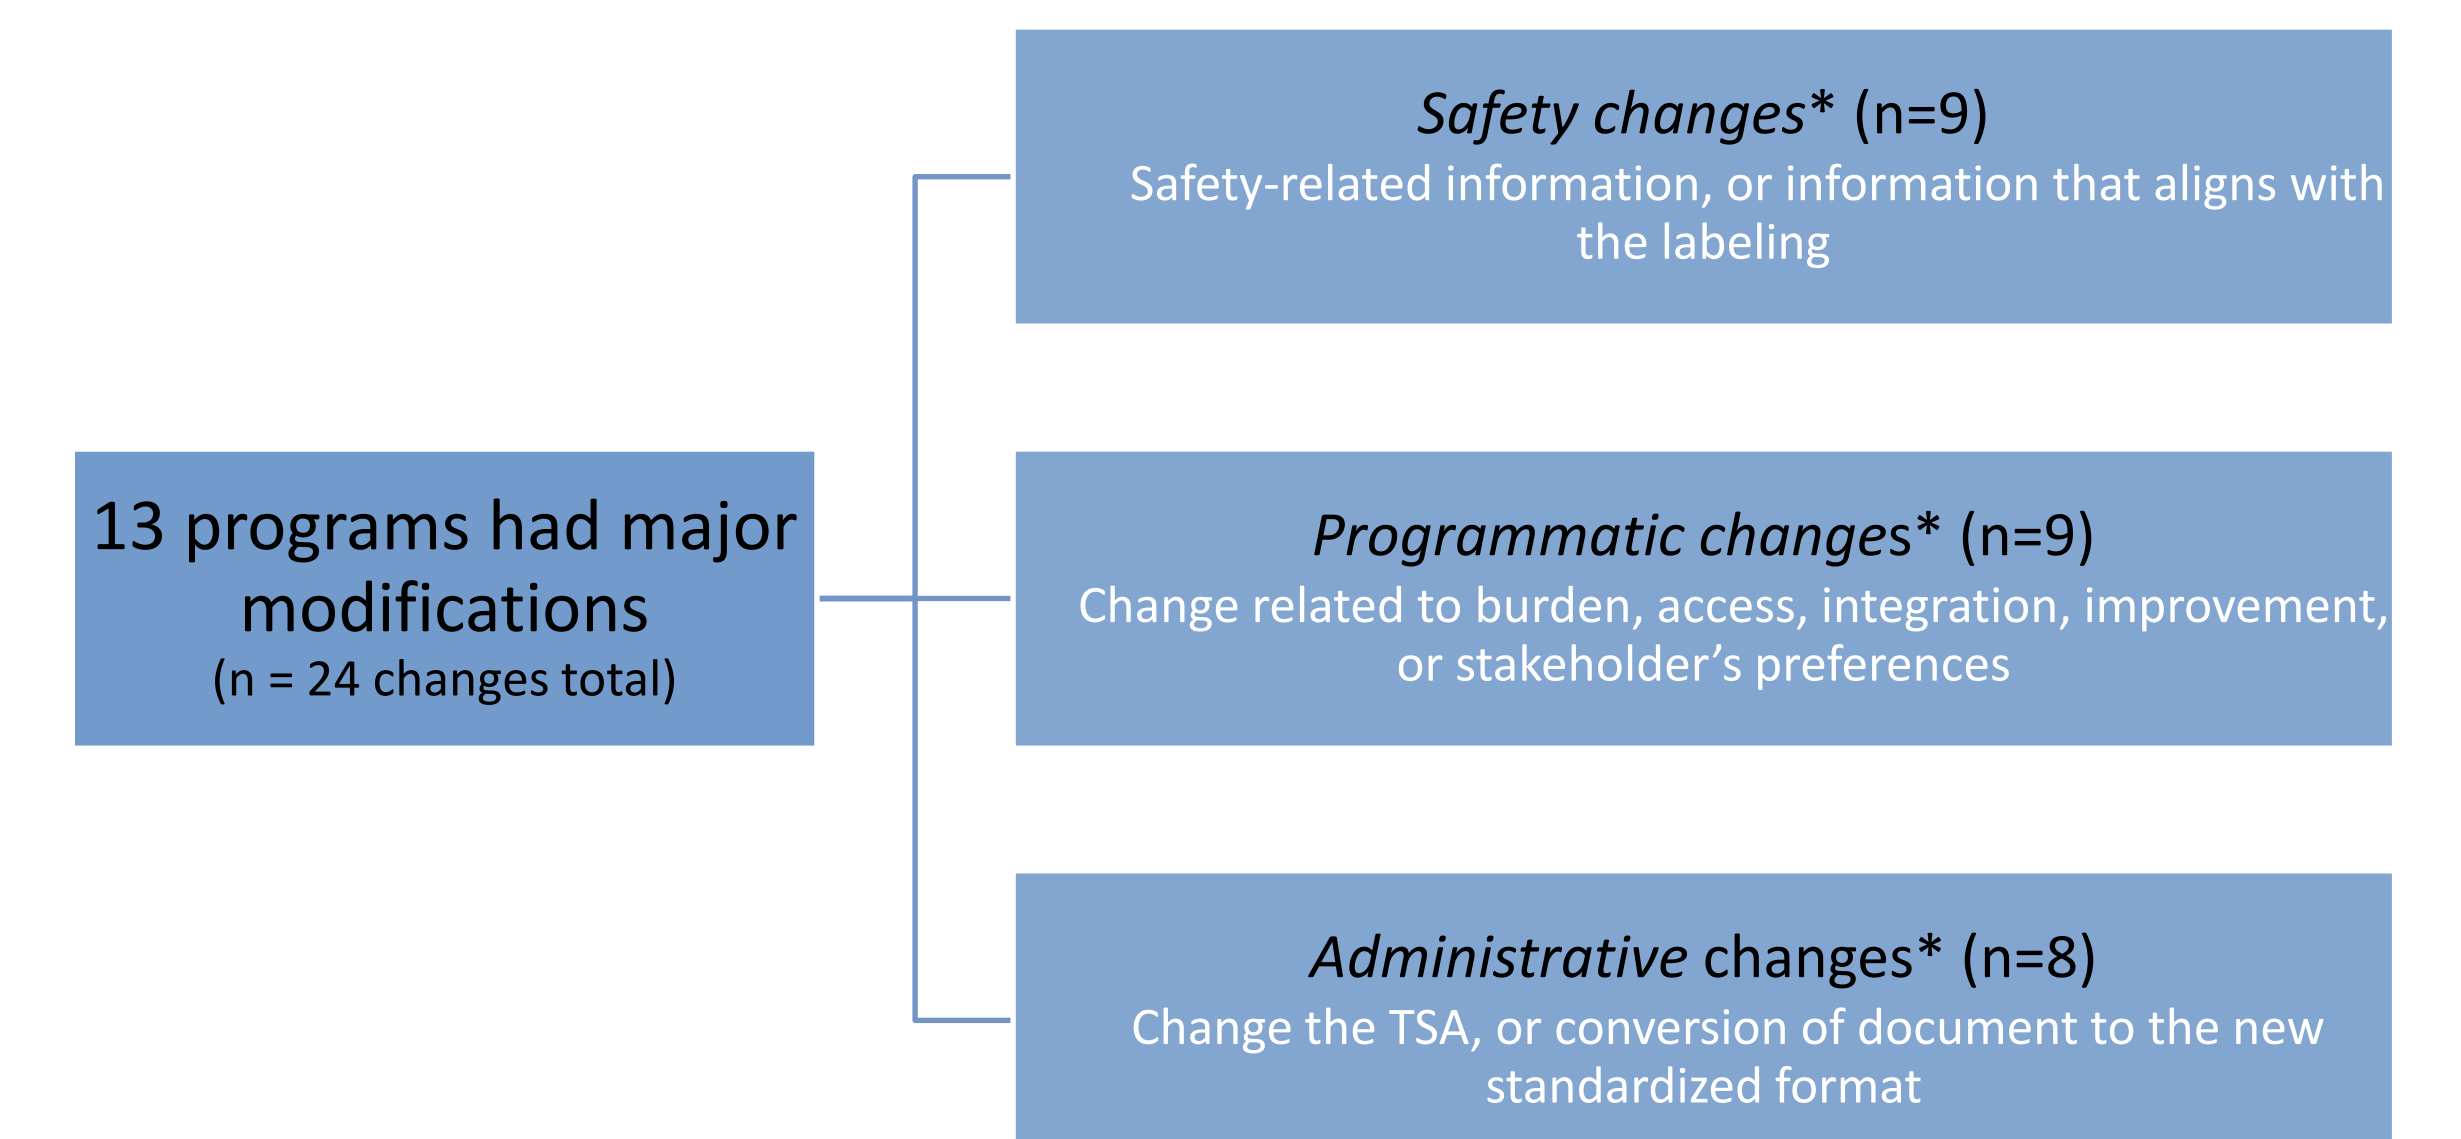 Safety changes* (n=9)
Safety-related information, or information that aligns with
the labeling
13 programs had major
modifications
(n = 24 changes total)
Programmatic changes* (n=9)
Change related to burden, access, integration, improvement,
or stakeholder’s preferences
Administrative changes* (n=8)
Change the TSA, or conversion of document to the new
standardized format